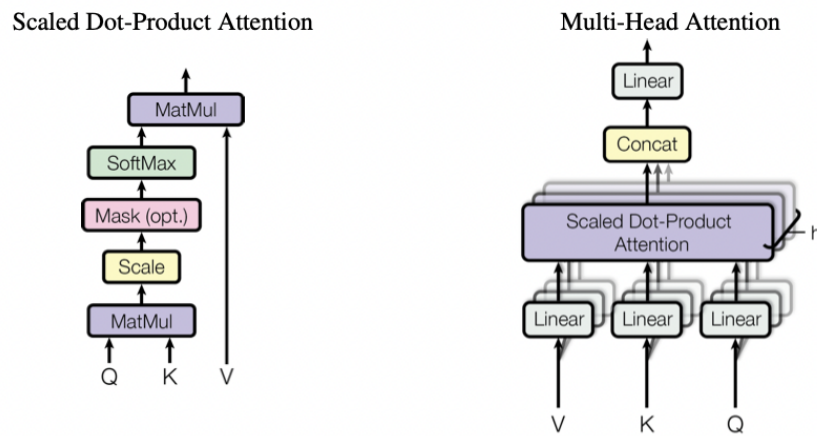 Scaled Dot-Product Attention
MatMul
SoftMax
Mask (opt.)
Scale
MatMul
Q K V
Multi-Head Attention
Linear
Concat
Scaled Dot-Product
Attention
h
Linear Linear Linear
V K Q